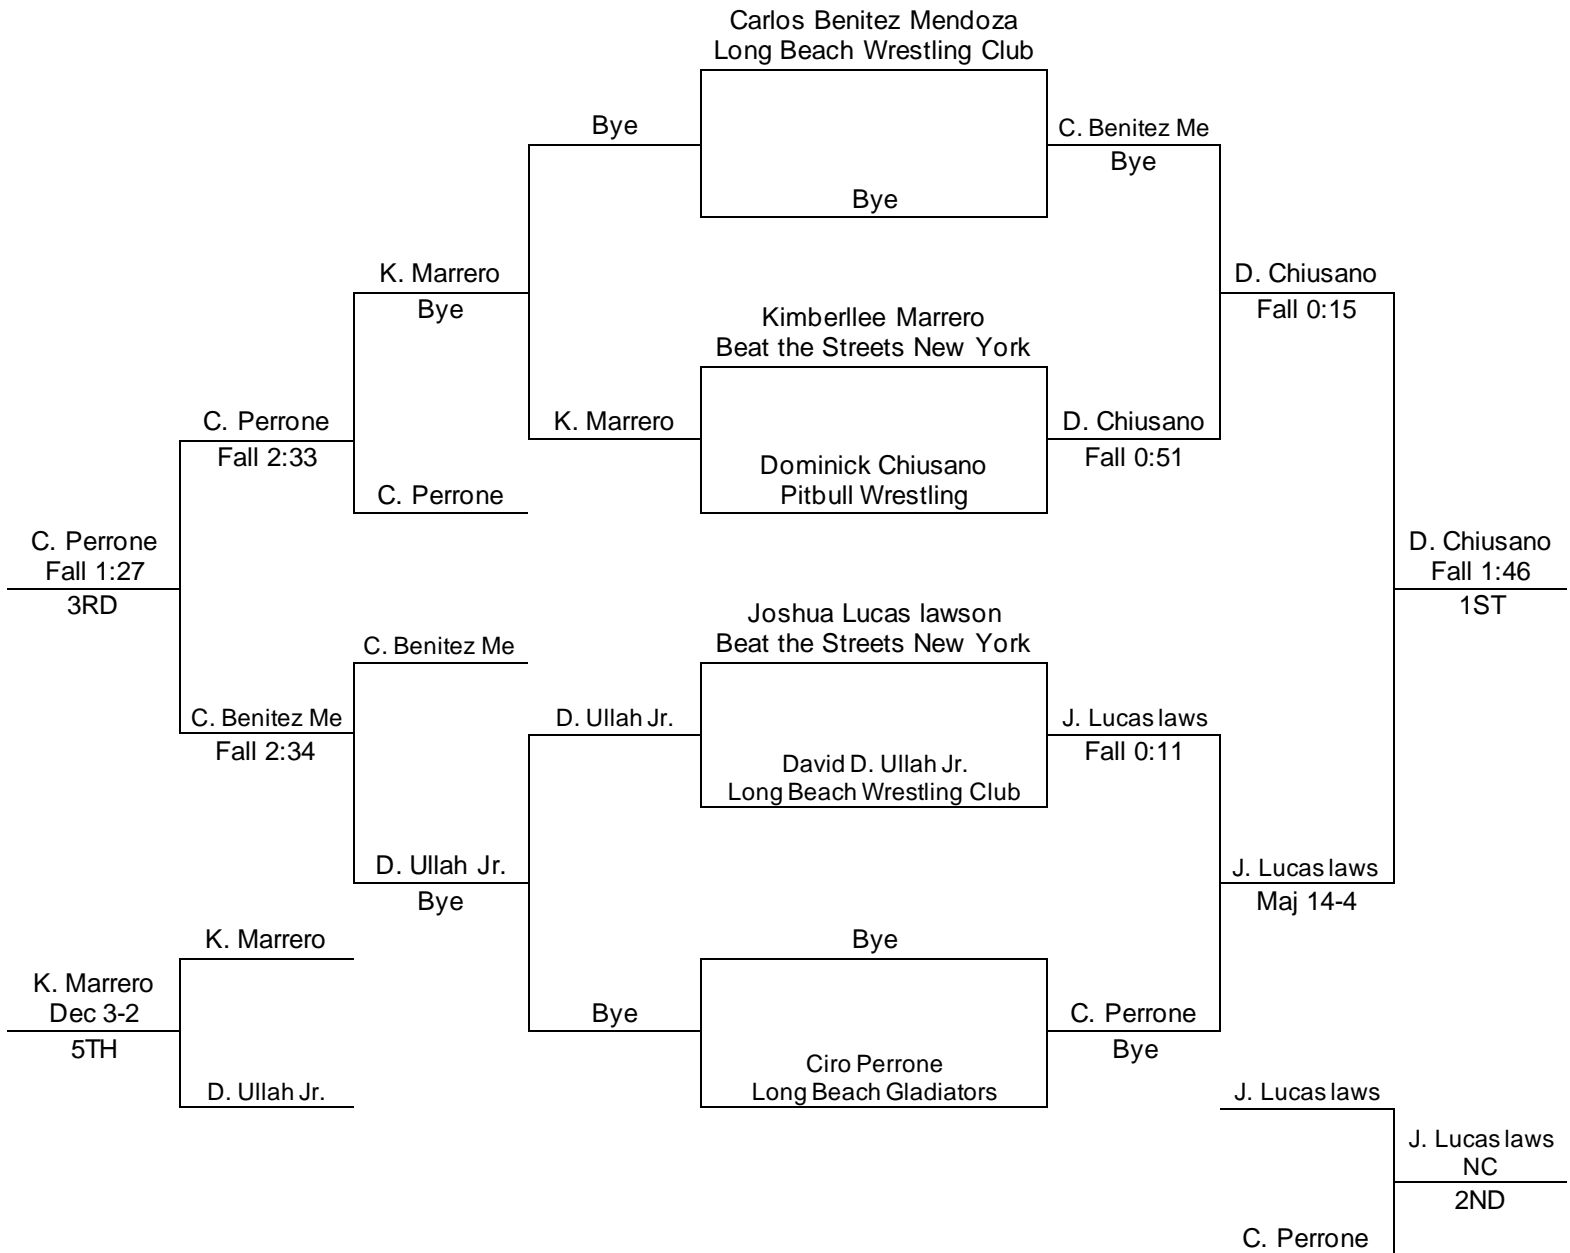 Carlos Benitez Mendoza
Long Beach Wrestling Club
Bye
C. Benitez Me
Bye
Bye
K. Marrero
Bye
D. Chiusano
Fall 0:15
Kimberllee Marrero
Beat the Streets New York
C. Perrone
Fall 2:33
K. Marrero
D. Chiusano
Fall 0:51
Dominick Chiusano
Pitbull Wrestling
C. Perrone
C. Perrone
Fall 1:27
3RD
D. Chiusano
Fall 1:46
1ST
Joshua Lucas lawson
Beat the Streets New York
C. Benitez Me
C. Benitez Me
Fall 2:34
D. Ullah Jr.
J. Lucas laws
Fall 0:11
David D. Ullah Jr.
Long Beach Wrestling Club
D. Ullah Jr.
Bye
J. Lucas laws
Maj 14-4
K. Marrero
Bye
K. Marrero
Dec 3-2
5TH
Bye
C. Perrone
Bye
Ciro Perrone
Long Beach Gladiators
D. Ullah Jr.
J. Lucas laws
J. Lucas laws
NC
2ND
C. Perrone